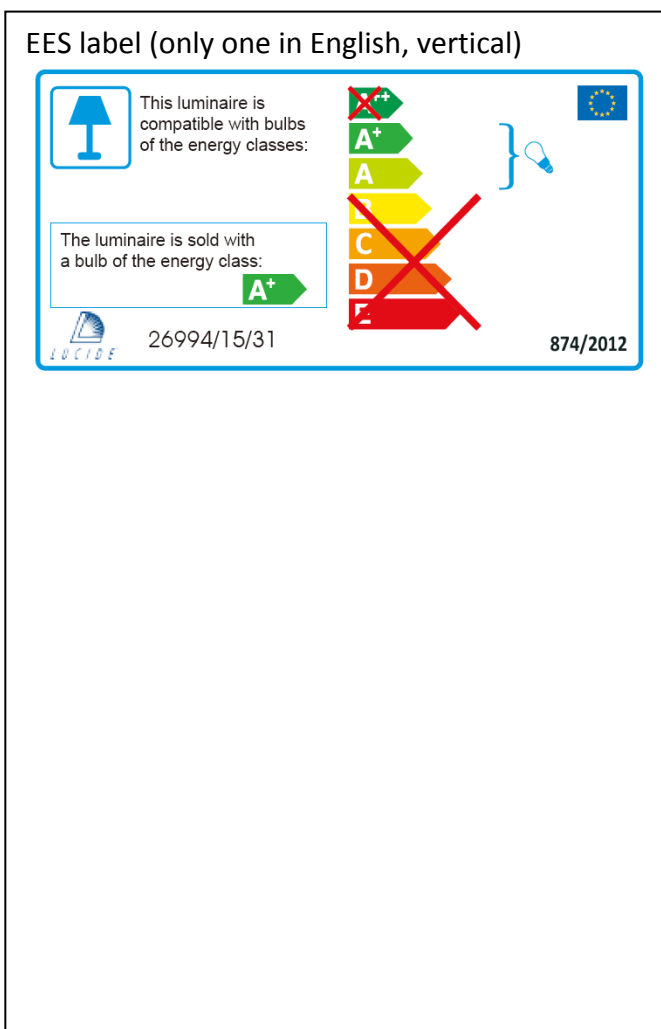 EES label (only one in English, vertical)
This luminaire is
compatible with bulbs
of the energy classes:
A++
A+
A
B
C
D
E
The luminaire is sold with
a bulb of the energy class:
A+
LUCIDE
26994/15/31
874/2012